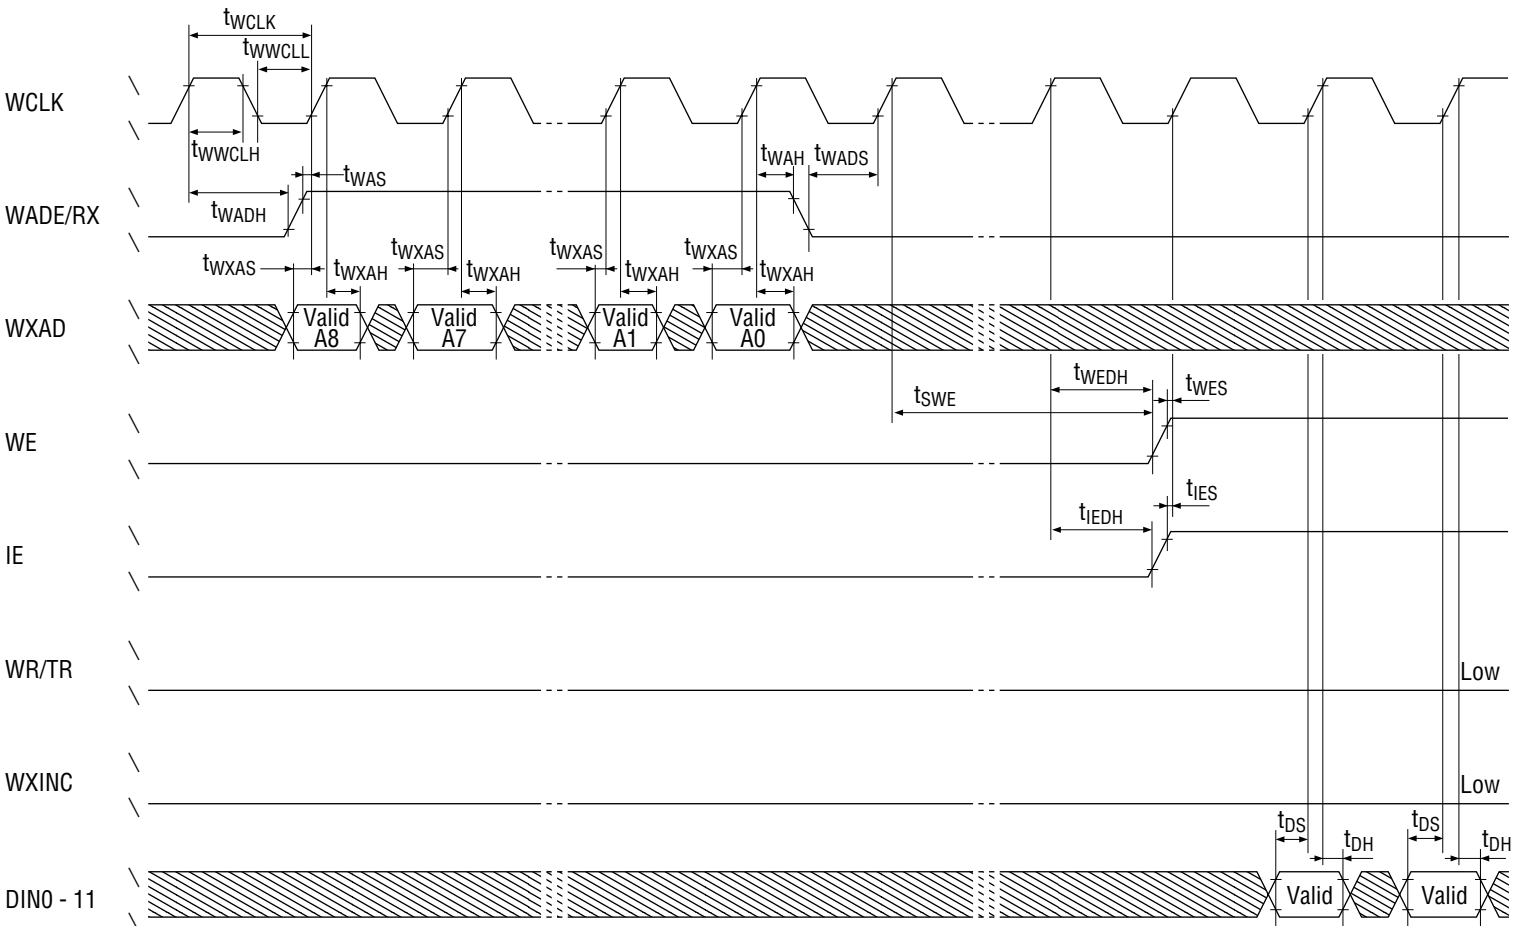 tWCLK
tWWCLL
WCLK
tWWCLH
tWAS
tWAH
tWADS
WADE/RX
tWADH
tWXAS
tWXAH
tWXAS
tWXAH
tWXAS
tWXAH
tWXAS
tWXAH
WXAD
Valid
A8
Valid
A7
Valid
A1
Valid
A0
tWEDH
tWES
tSWE
WE
tIES
tIEDH
IE
WR/TR
Low
WXINC
Low
tDS
tDH
tDS
tDH
DIN0 - 11
Valid
Valid